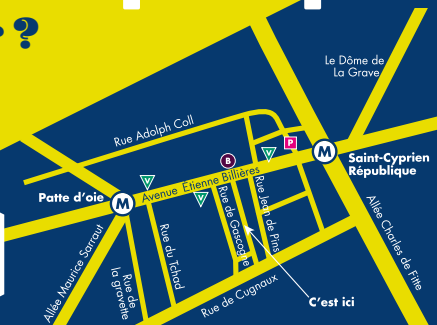 ?
Le Dôme de
La Grave
Rue Adolph Coll
B
P
V
V
V
M
Saint-Cyprien
République
Avenue Etienne Billières
Patte d'oie
M
Rue de Gascogne
Rue Jean de Pins
Allée Charles de Fitte
Allée Maurice Sarraut
Rue de
la gravette
Rue du Tchad
Rue de Cugnaux
C'est ici